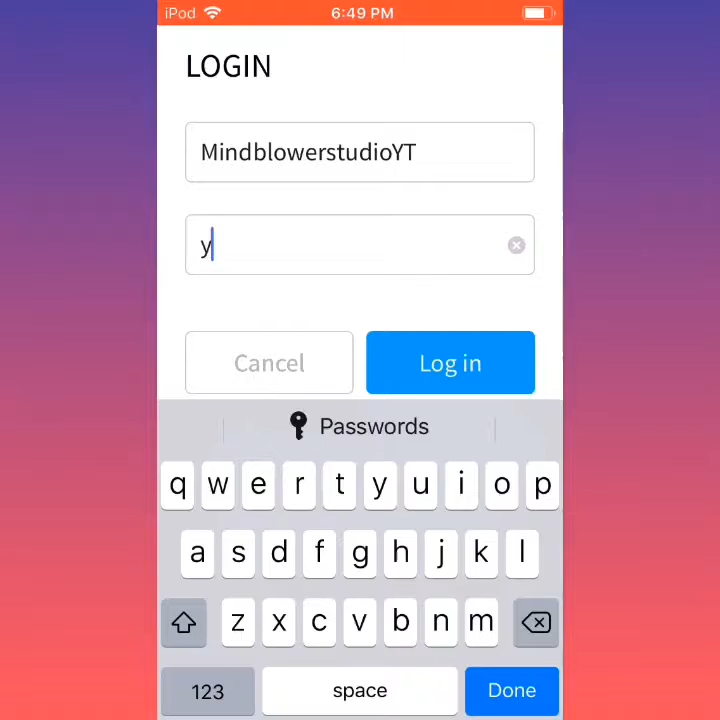 iPod 6:49 PM
LOGIN
MindblowerstudioYT
y
Cancel Log in
Passwords
q w e r t y u i o p
a s d f g h j k l
z x c v b n m
123 space Done